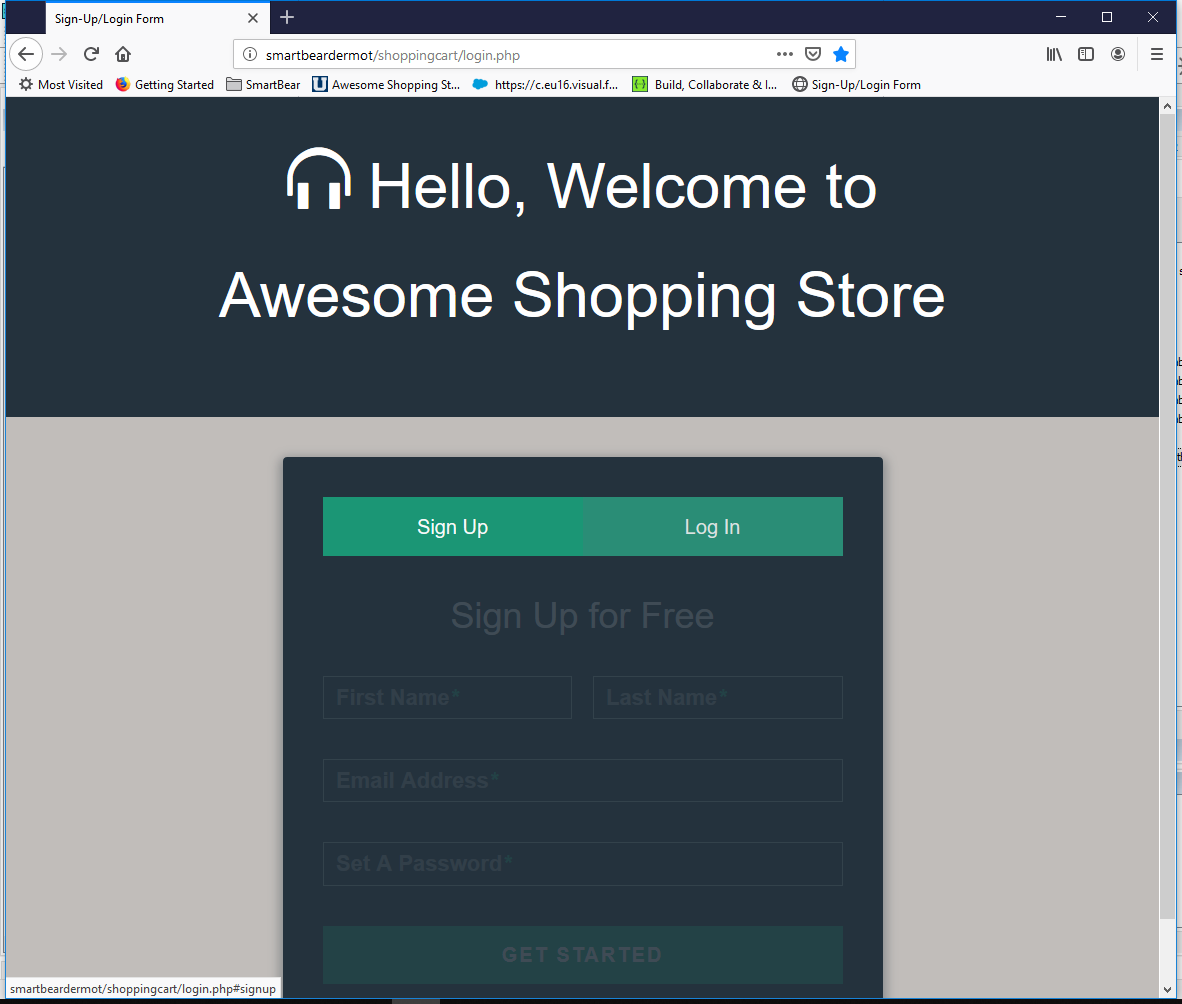 Sign-Up/Login Form
smartbeardermot/shoppingcart/login.php
Most Visited Getting Started SmartBear Awesome Shopping St... https://c.eu16.visual.f... Build, Collaborate & I... Sign-Up/Login Form
Hello, Welcome to
Awesome Shopping Store
Sign Up Log In
Sign Up for Free
First Name* Last Name*
Email Address*
Set A Password*
GET STARTED
smartbeardermot/shoppingcart/login.php#signup